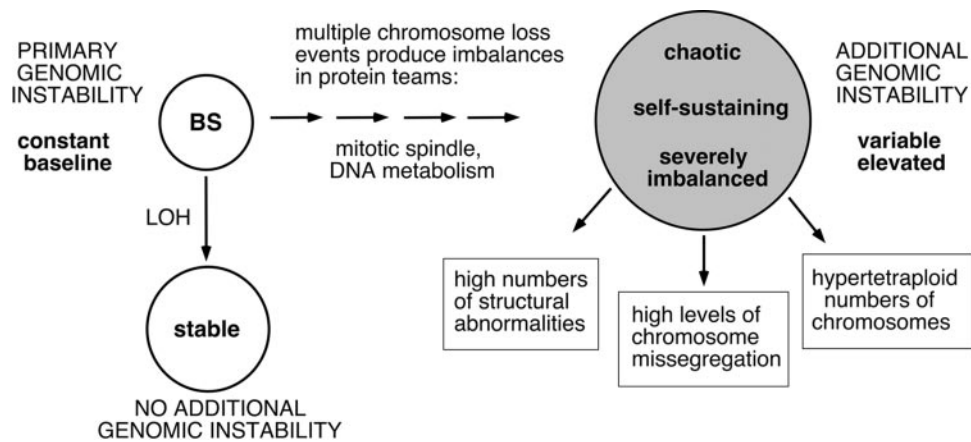 PRIMARY
GENOMIC
INSTABILITY
constant
baseline
BS
multiple chromosome loss
events produce imbalances
in protein teams:
mitotic spindle,
DNA metabolism
chaotic
self-sustaining
severely
imbalanced
ADDITIONAL
GENOMIC
INSTABILITY
variable
elevated
LOH
stable
NO ADDITIONAL
GENOMIC INSTABILITY
high numbers
of structural
abnormalities
high levels of
chromosome
missegregation
hypertetraploid
numbers of
chromosomes